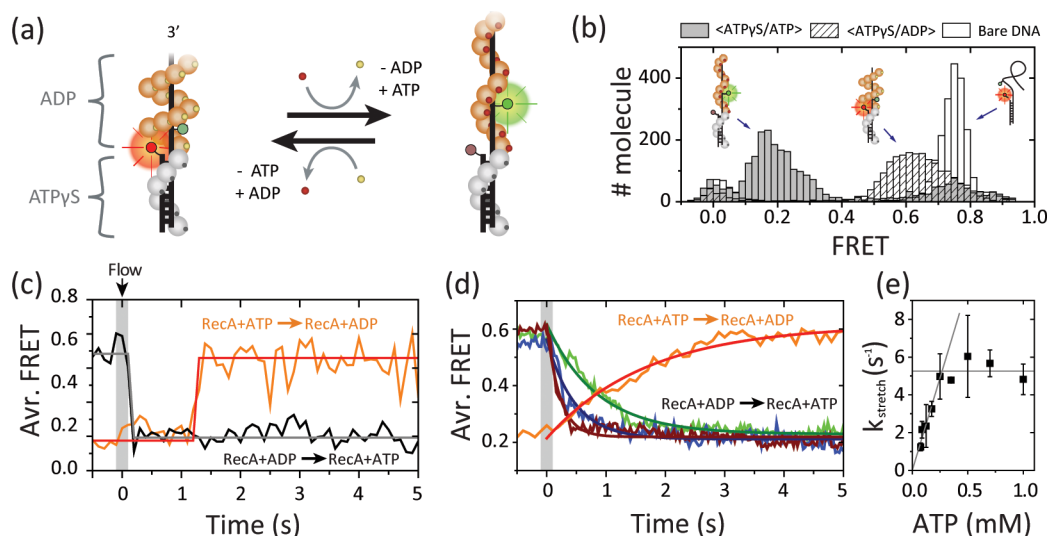 (a)
3'
ADP
ATPγS
- ADP
+ ATP
- ATP
+ ADP
(b)
<ATPγS/ATP>
<ATPγS/ADP>
Bare DNA
# molecule
400
200
0
0.0 0.2 0.4 0.6 0.8 1.0
FRET
(c)
Flow
Avr. FRET
0.8
0.6
0.4
0.2
0.0
RecA+ATP → RecA+ADP
RecA+ADP → RecA+ATP
0 1 2 3 4 5
Time (s)
(d)
Avr. FRET
0.6
0.4
0.2
RecA+ATP → RecA+ADP
RecA+ADP → RecA+ATP
0 1 2 3 4 5
Time (s)
(e)
k stretch (s⁻¹)
8
6
4
2
0
0.0 0.5 1.0
ATP (mM)